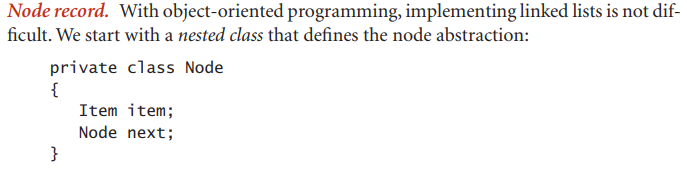 Node record. With object-oriented programming, implementing linked lists is not dif-
ficult. We start with a nested class that defines the node abstraction:
private class Node
{
   Item item;
   Node next;
}